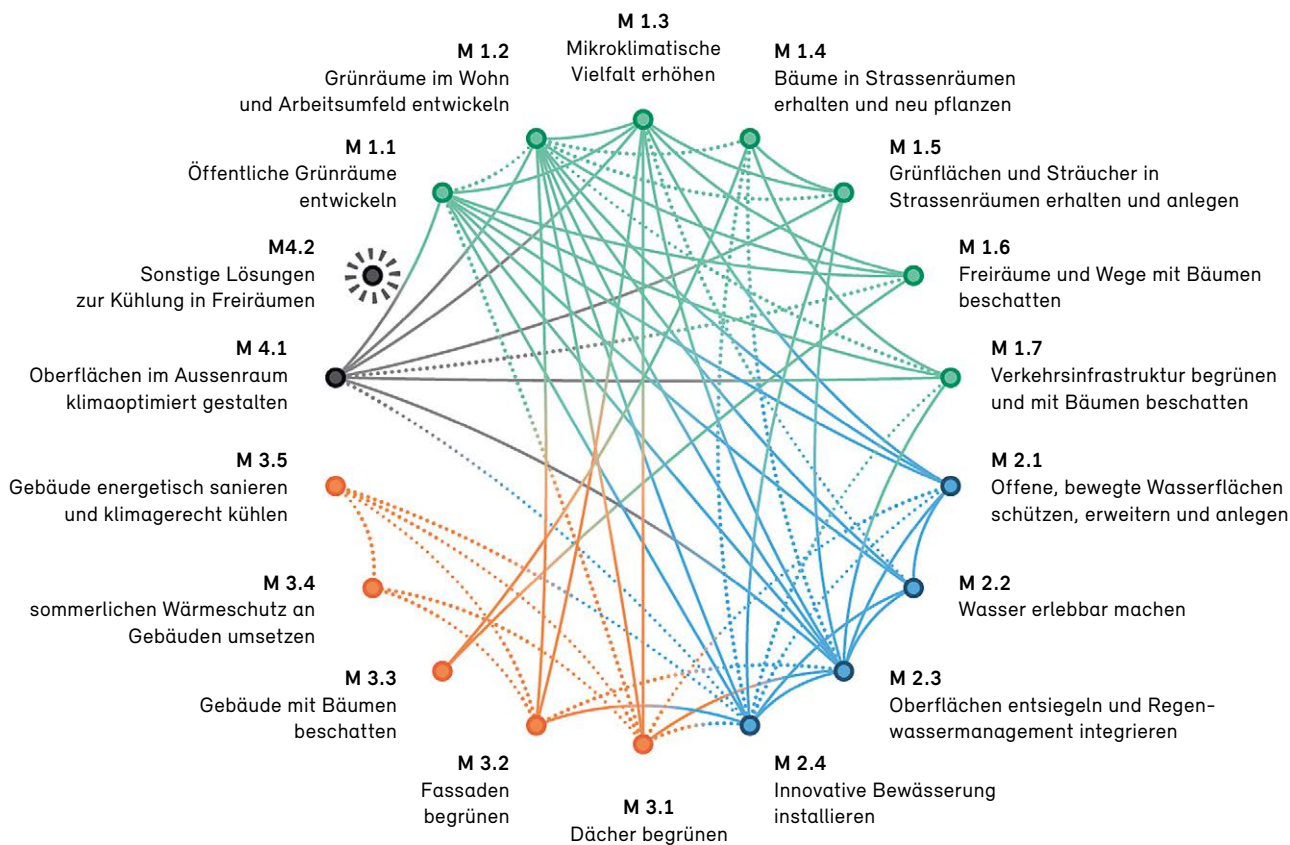 M 1.3
Mikroklimatische
Vielfalt erhöhen
M 1.2
Grünräume im Wohn
und Arbeitsumfeld entwickeln
M 1.4
Bäume in Strassenräumen
erhalten und neu pflanzen
M 1.1
Öffentliche Grünräume
entwickeln
M 1.5
Grünflächen und Sträucher in
Strassenräumen erhalten und anlegen
M4.2
Sonstige Lösungen
zur Kühlung in Freiräumen
M 1.6
Freiräume und Wege mit Bäumen
beschatten
M 4.1
Oberflächen im Aussenraum
klimaoptimiert gestalten
M 1.7
Verkehrsinfrastruktur begrünen
und mit Bäumen beschatten
M 3.5
Gebäude energetisch sanieren
und klimagerecht kühlen
M 2.1
Offene, bewegte Wasserflächen
schützen, erweitern und anlegen
M 3.4
sommerlichen Wärmeschutz an
Gebäuden umsetzen
M 2.2
Wasser erlebbar machen
M 3.3
Gebäude mit Bäumen
beschatten
M 2.3
Oberflächen entsiegeln und Regen-
wassermanagement integrieren
M 3.2
Fassaden
begrünen
M 2.4
Innovative Bewässerung
installieren
M 3.1
Dächer begrünen